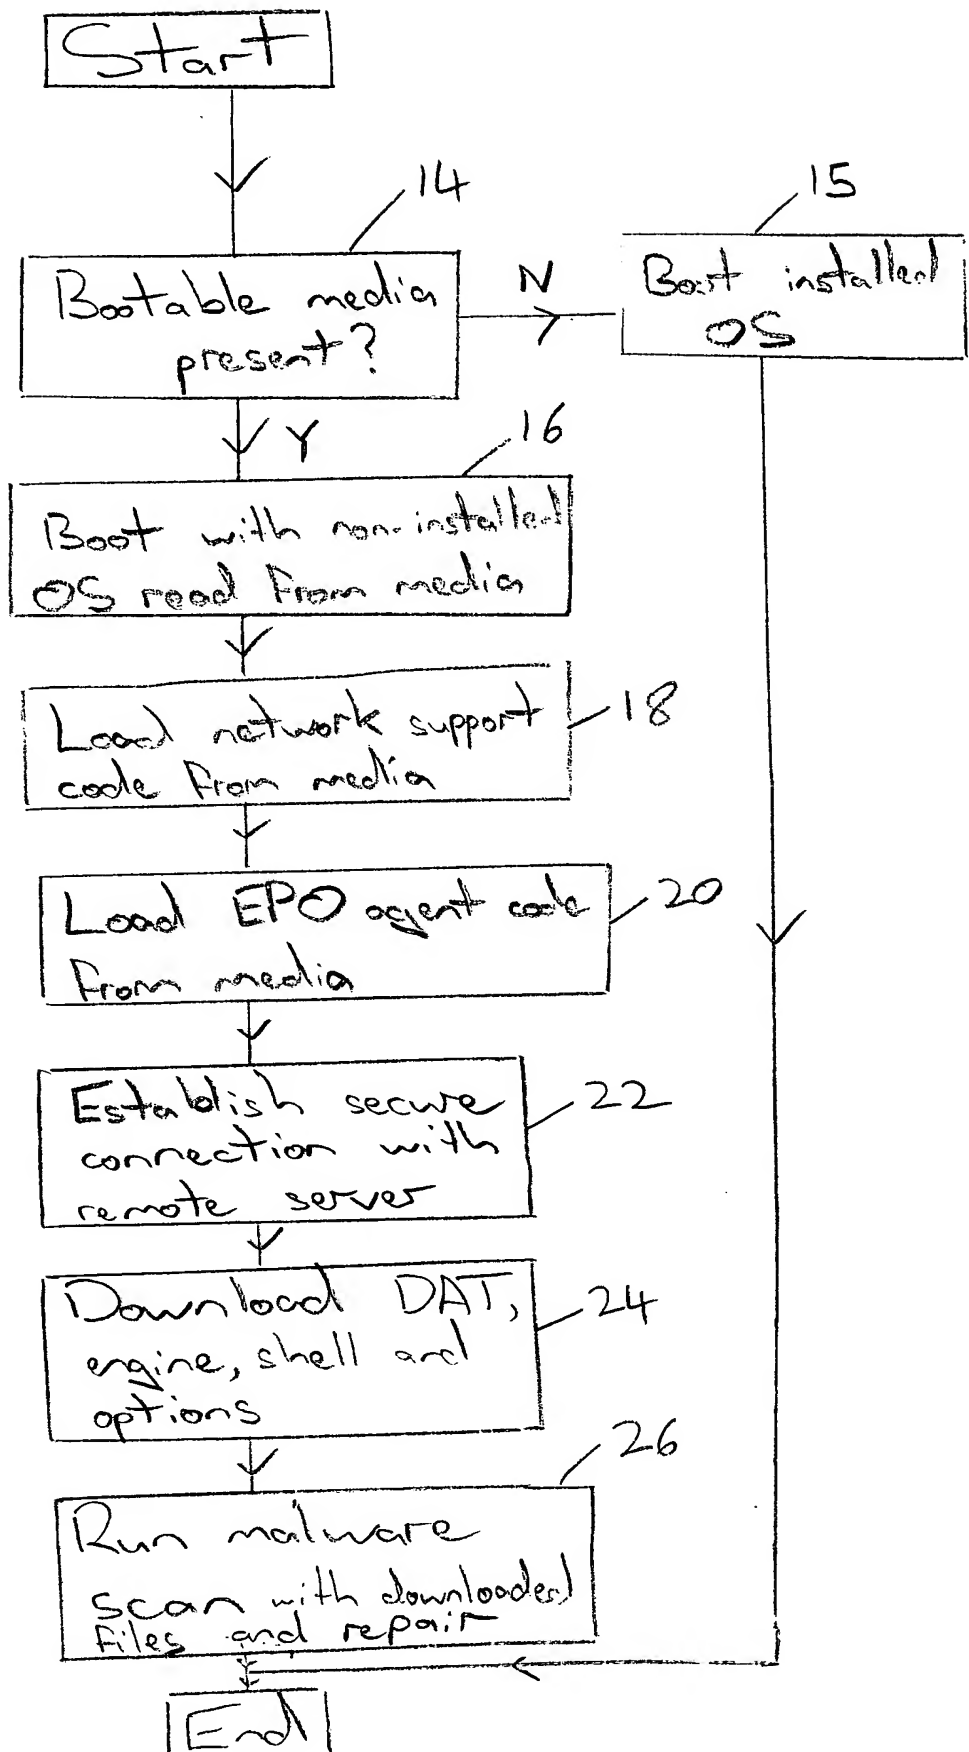 Start
14
15
Bootable media
present?
N
Boot installed
OS
Y
16
Boot with non-installed
OS read from media
Load network support
code from media
18
Load EPO agent code
from media
20
Establish secure
connection with
remote server
22
Download DAT,
engine, shell and
options
24
26
Run malware
scan with downloaded
files and repair
End